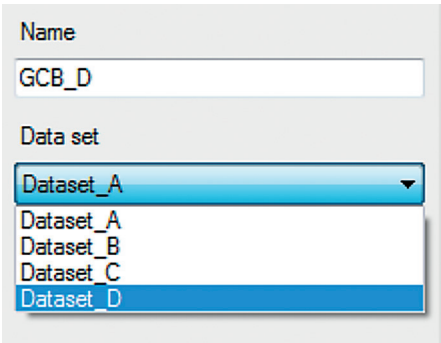 Name
GCB_D
Data set
Dataset_A
Dataset_A
Dataset_B
Dataset_C
Dataset_D